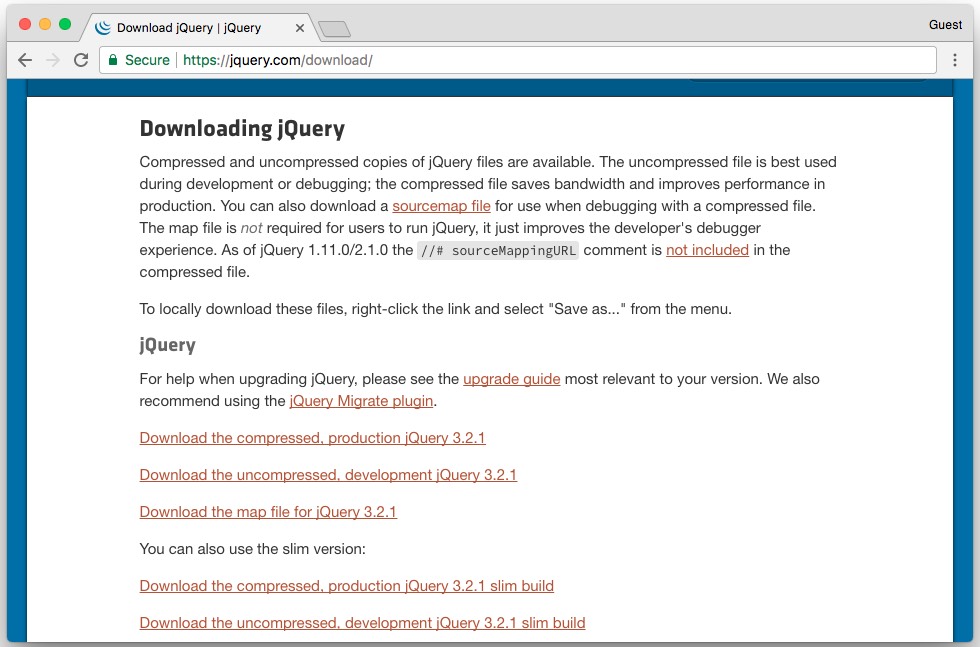 Download jQuery | jQuery
Guest
Secure https://jquery.com/download/
Downloading jQuery
Compressed and uncompressed copies of jQuery files are available. The uncompressed file is best used
during development or debugging; the compressed file saves bandwidth and improves performance in
production. You can also download a sourcemap file for use when debugging with a compressed file.
The map file is not required for users to run jQuery, it just improves the developer's debugger
experience. As of jQuery 1.11.0/2.1.0 the //# sourceMappingURL comment is not included in the
compressed file.
To locally download these files, right-click the link and select "Save as..." from the menu.
jQuery
For help when upgrading jQuery, please see the upgrade guide most relevant to your version. We also
recommend using the jQuery Migrate plugin.
Download the compressed, production jQuery 3.2.1
Download the uncompressed, development jQuery 3.2.1
Download the map file for jQuery 3.2.1
You can also use the slim version:
Download the compressed, production jQuery 3.2.1 slim build
Download the uncompressed, development jQuery 3.2.1 slim build